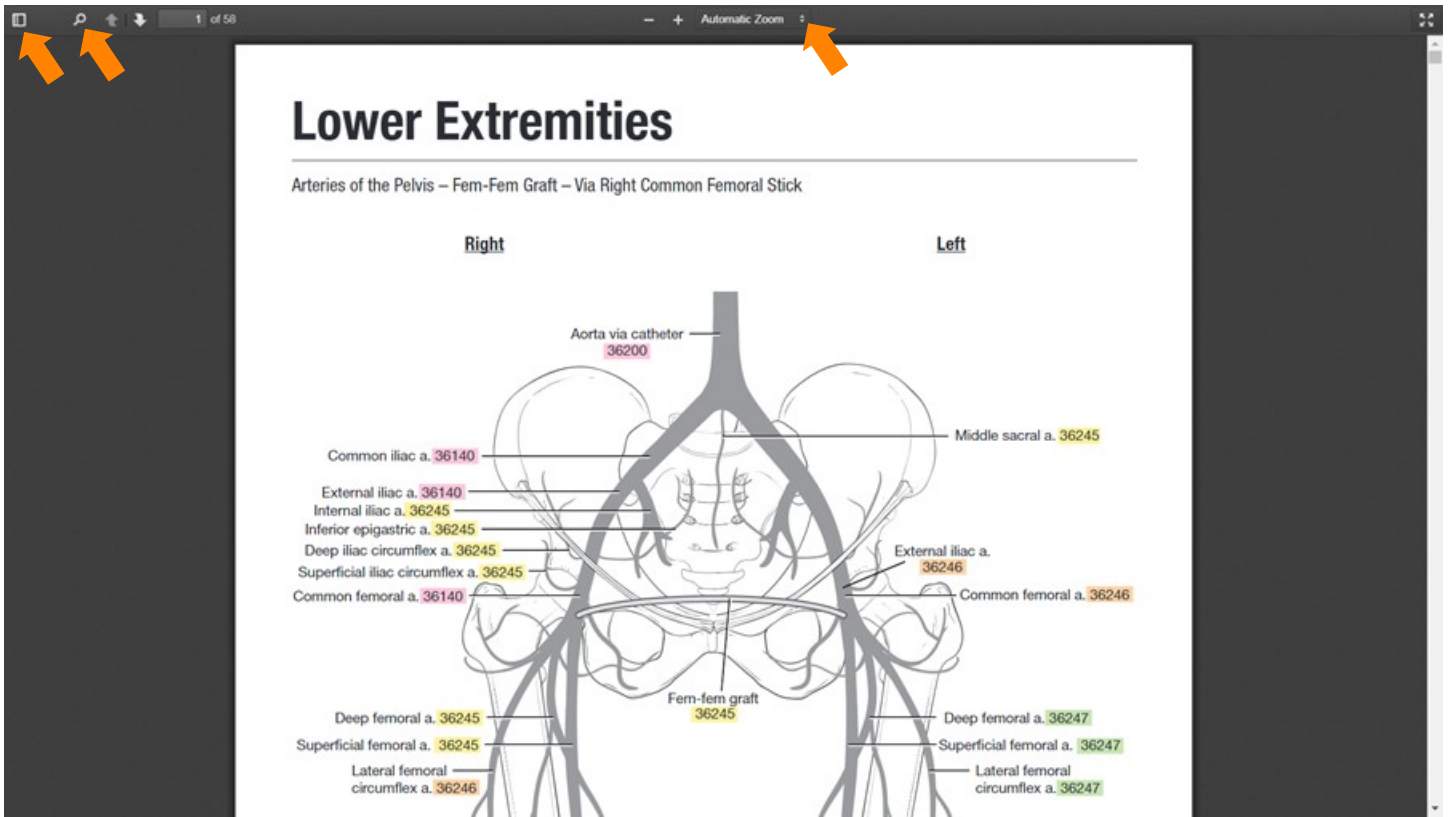 1 of 58
Automatic Zoom
Lower Extremities
Arteries of the Pelvis – Fem-Fem Graft – Via Right Common Femoral Stick
Right
Left
Aorta via catheter
36200
Middle sacral a. 36245
Common iliac a. 36140
External iliac a. 36140
Internal iliac a. 36245
Inferior epigastric a. 36245
Deep iliac circumflex a. 36245
Superficial iliac circumflex a. 36245
Common femoral a. 36140
External iliac a.
36246
Common femoral a. 36246
Fem-fem graft
36245
Deep femoral a. 36245
Superficial femoral a. 36245
Lateral femoral
circumflex a. 36246
Deep femoral a. 36247
Superficial femoral a. 36247
Lateral femoral
circumflex a. 36247